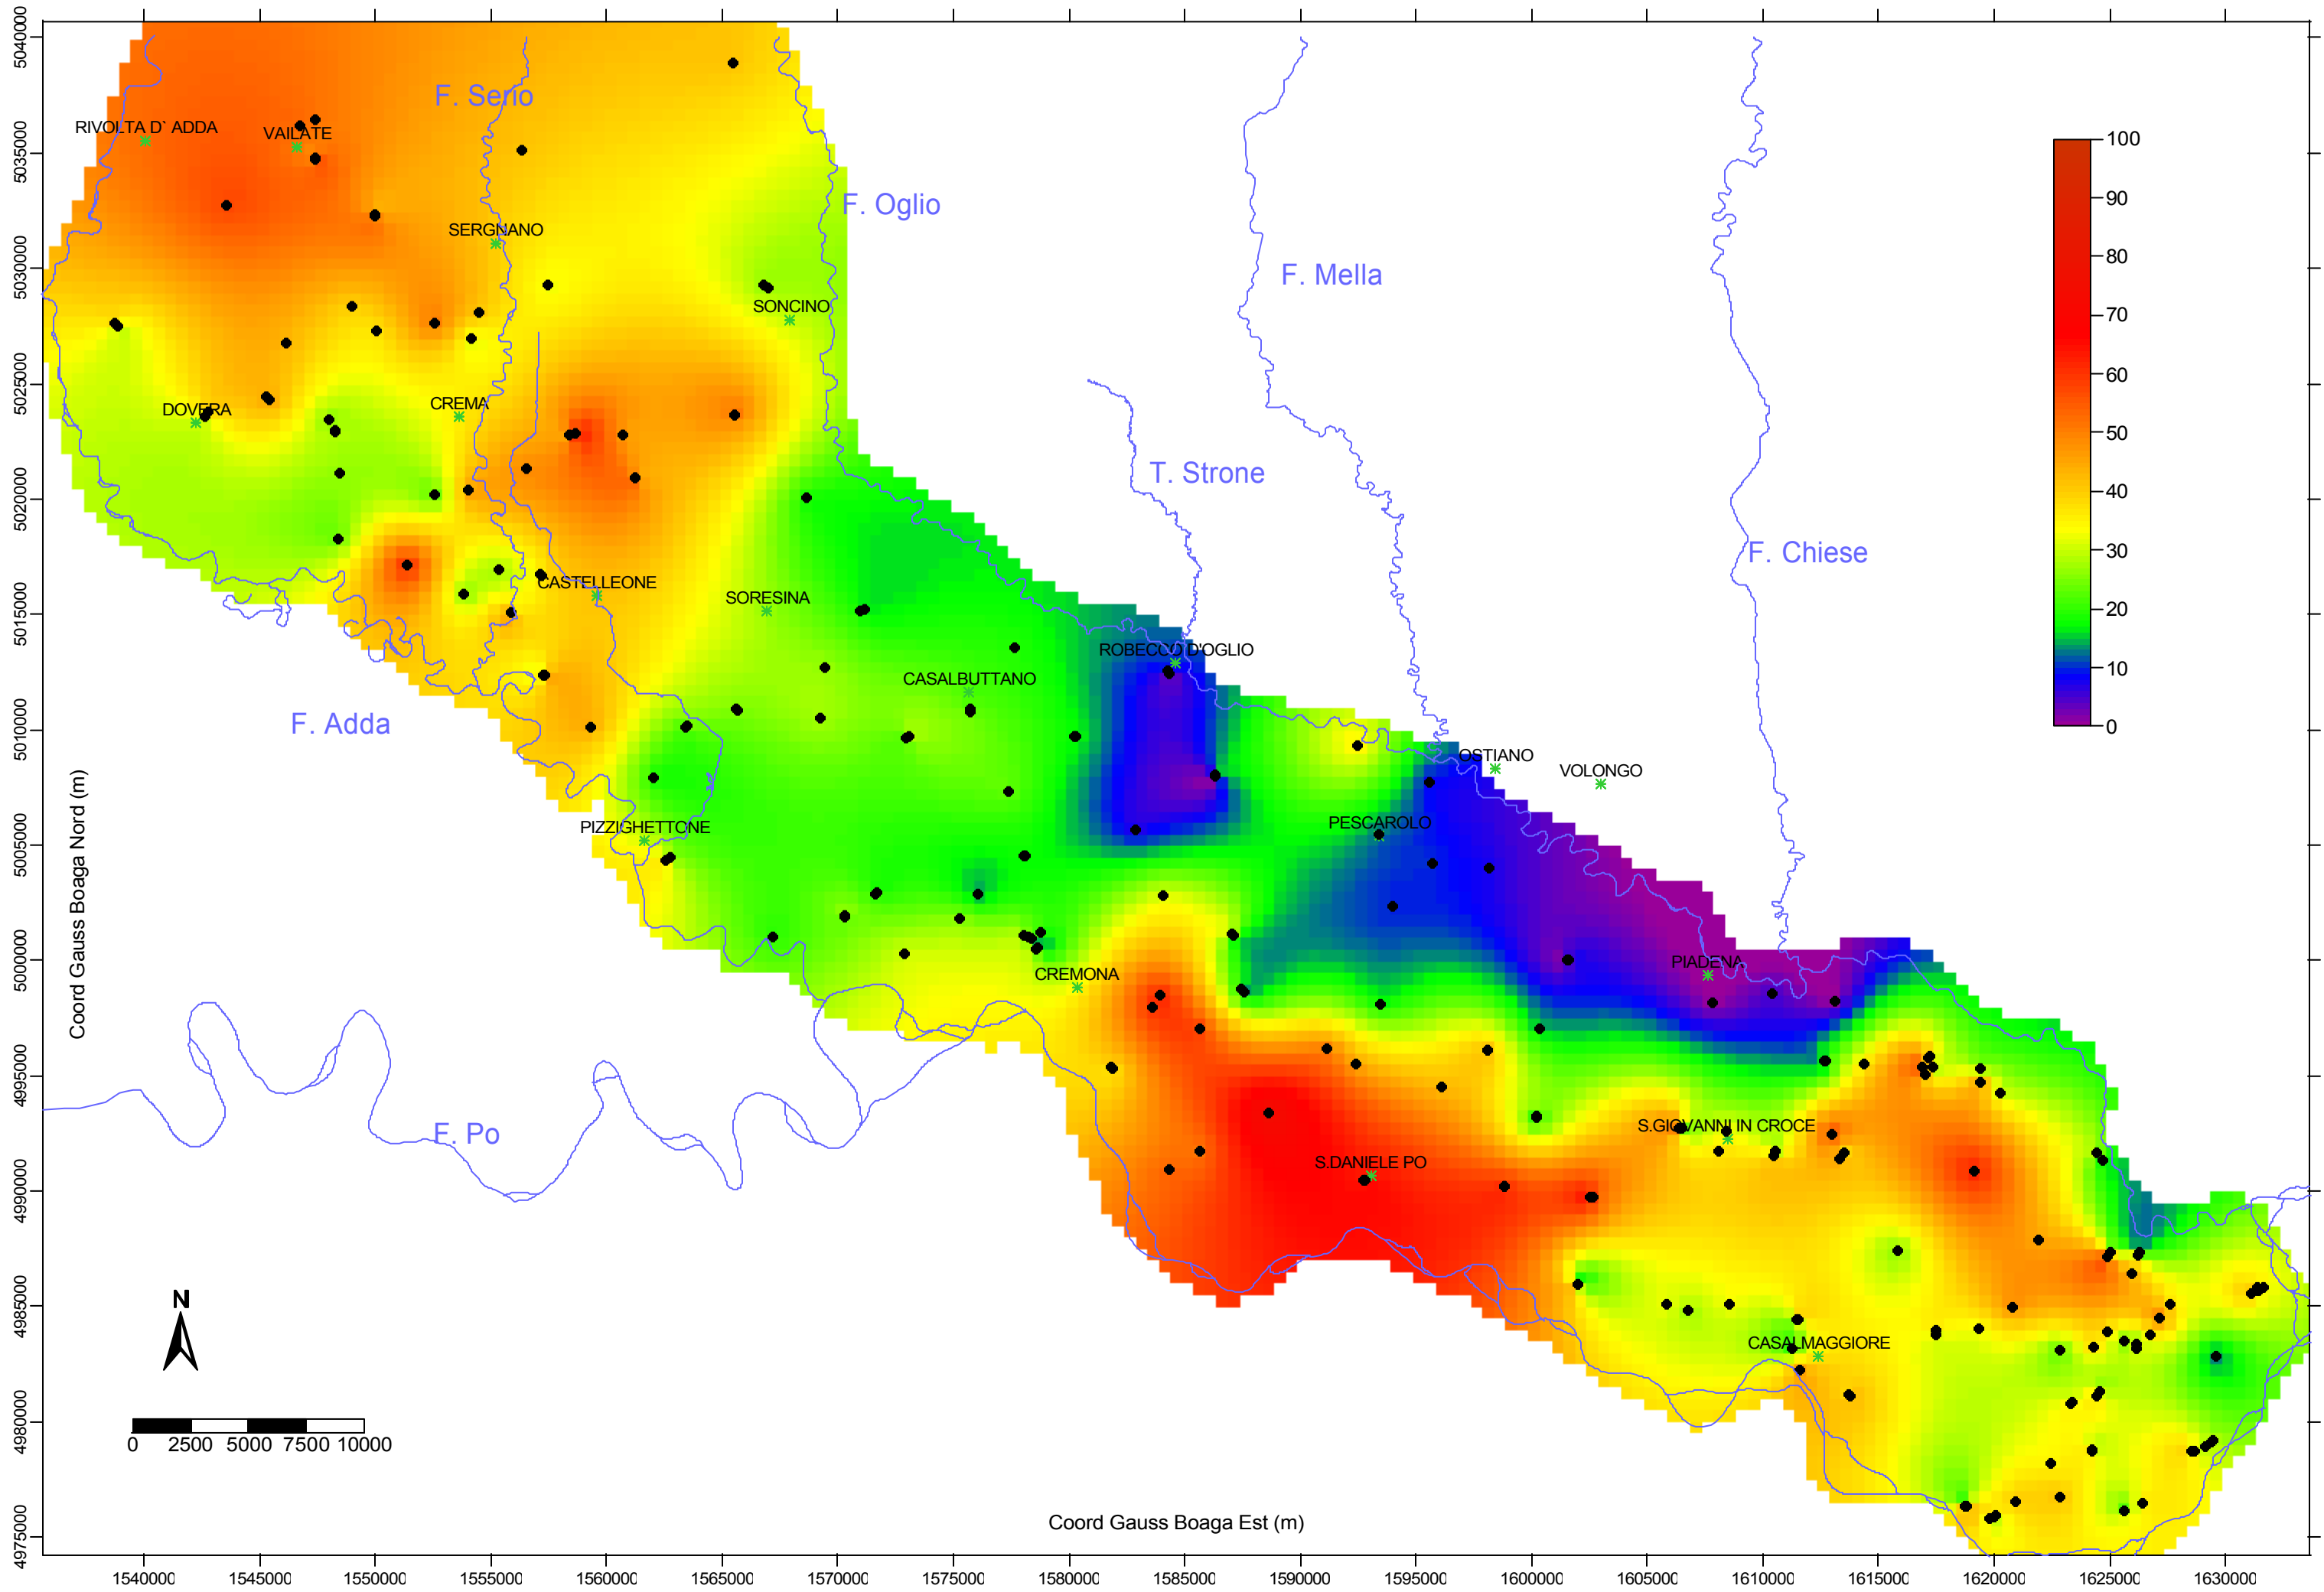 F. Serio
RIVOLTA D` ADDA
VAILATE
F. Oglio
SERGNANO
F. Mella
SONCINO
DOVERA
CREMA
T. Strone
F. Chiese
CASTELLEONE
SORESINA
ROBECCO D'OGLIO
CASALBUTTANO
F. Adda
OSTIANO
VOLONGO
PIZZIGHETTONE
PESCAROLO
PIADENA
CREMONA
F. Po
S.GIOVANNI IN CROCE
S.DANIELE PO
CASALMAGGIORE
100
90
80
70
60
50
40
30
20
10
0
N
0 2500 5000 7500 10000
Coord Gauss Boaga Nord (m)
5040000
5035000
5030000
5025000
5020000
5015000
5010000
5005000
5000000
4995000
4990000
4985000
4980000
4975000
Coord Gauss Boaga Est (m)
1540000 1545000 1550000 1555000 1560000 1565000 1570000 1575000 1580000 1585000 1590000 1595000 1600000 1605000 1610000 1615000 1620000 1625000 1630000